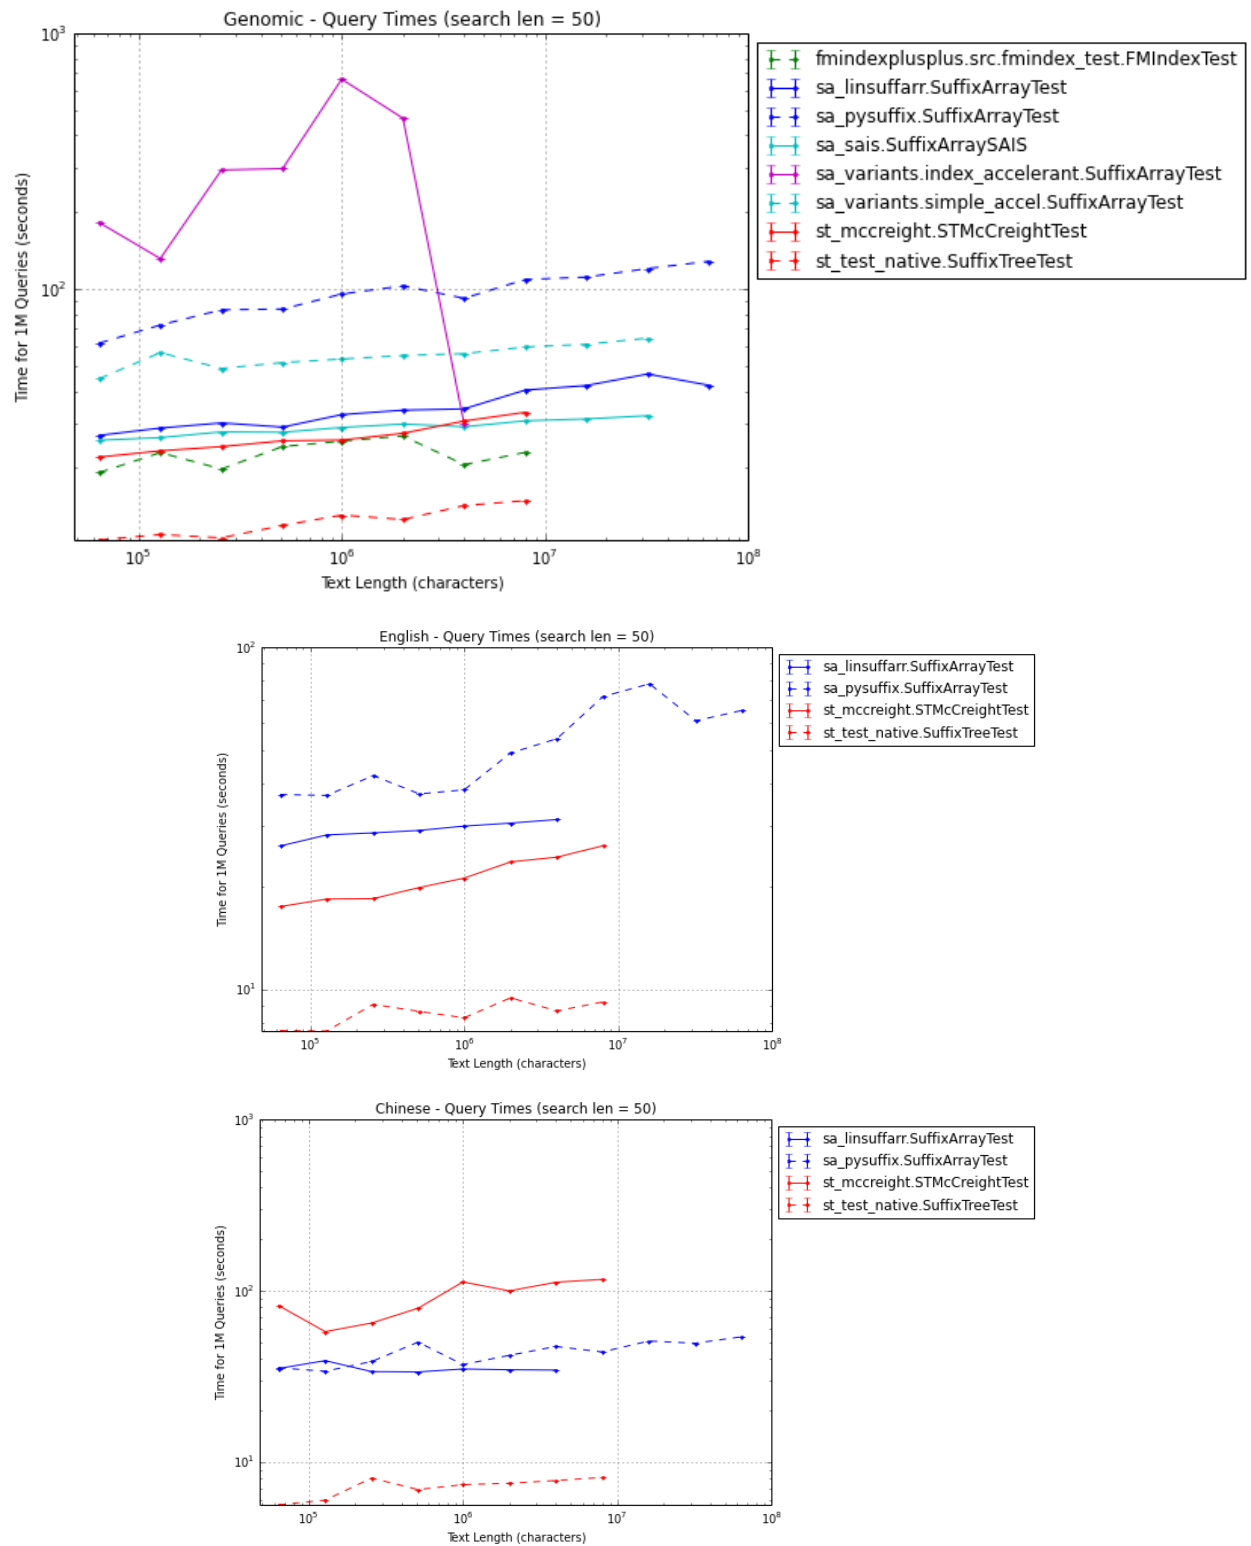 Genomic - Query Times (search len = 50)
10³
10²
Time for 1M Queries (seconds)
10⁵
10⁶
10⁷
10⁸
Text Length (characters)
fmindexplusplus.src.fmindex_test.FMIndexTest
sa_linsuffarr.SuffixArrayTest
sa_pysuffix.SuffixArrayTest
sa_sais.SuffixArraySAIS
sa_variants.index_accelerant.SuffixArrayTest
sa_variants.simple_accel.SuffixArrayTest
st_mccreight.STMcCreightTest
st_test_native.SuffixTreeTest
English - Query Times (search len = 50)
10²
10¹
Time for 1M Queries (seconds)
10⁵
10⁶
10⁷
10⁸
Text Length (characters)
sa_linsuffarr.SuffixArrayTest
sa_pysuffix.SuffixArrayTest
st_mccreight.STMcCreightTest
st_test_native.SuffixTreeTest
Chinese - Query Times (search len = 50)
10³
10²
10¹
Time for 1M Queries (seconds)
10⁵
10⁶
10⁷
10⁸
Text Length (characters)
sa_linsuffarr.SuffixArrayTest
sa_pysuffix.SuffixArrayTest
st_mccreight.STMcCreightTest
st_test_native.SuffixTreeTest